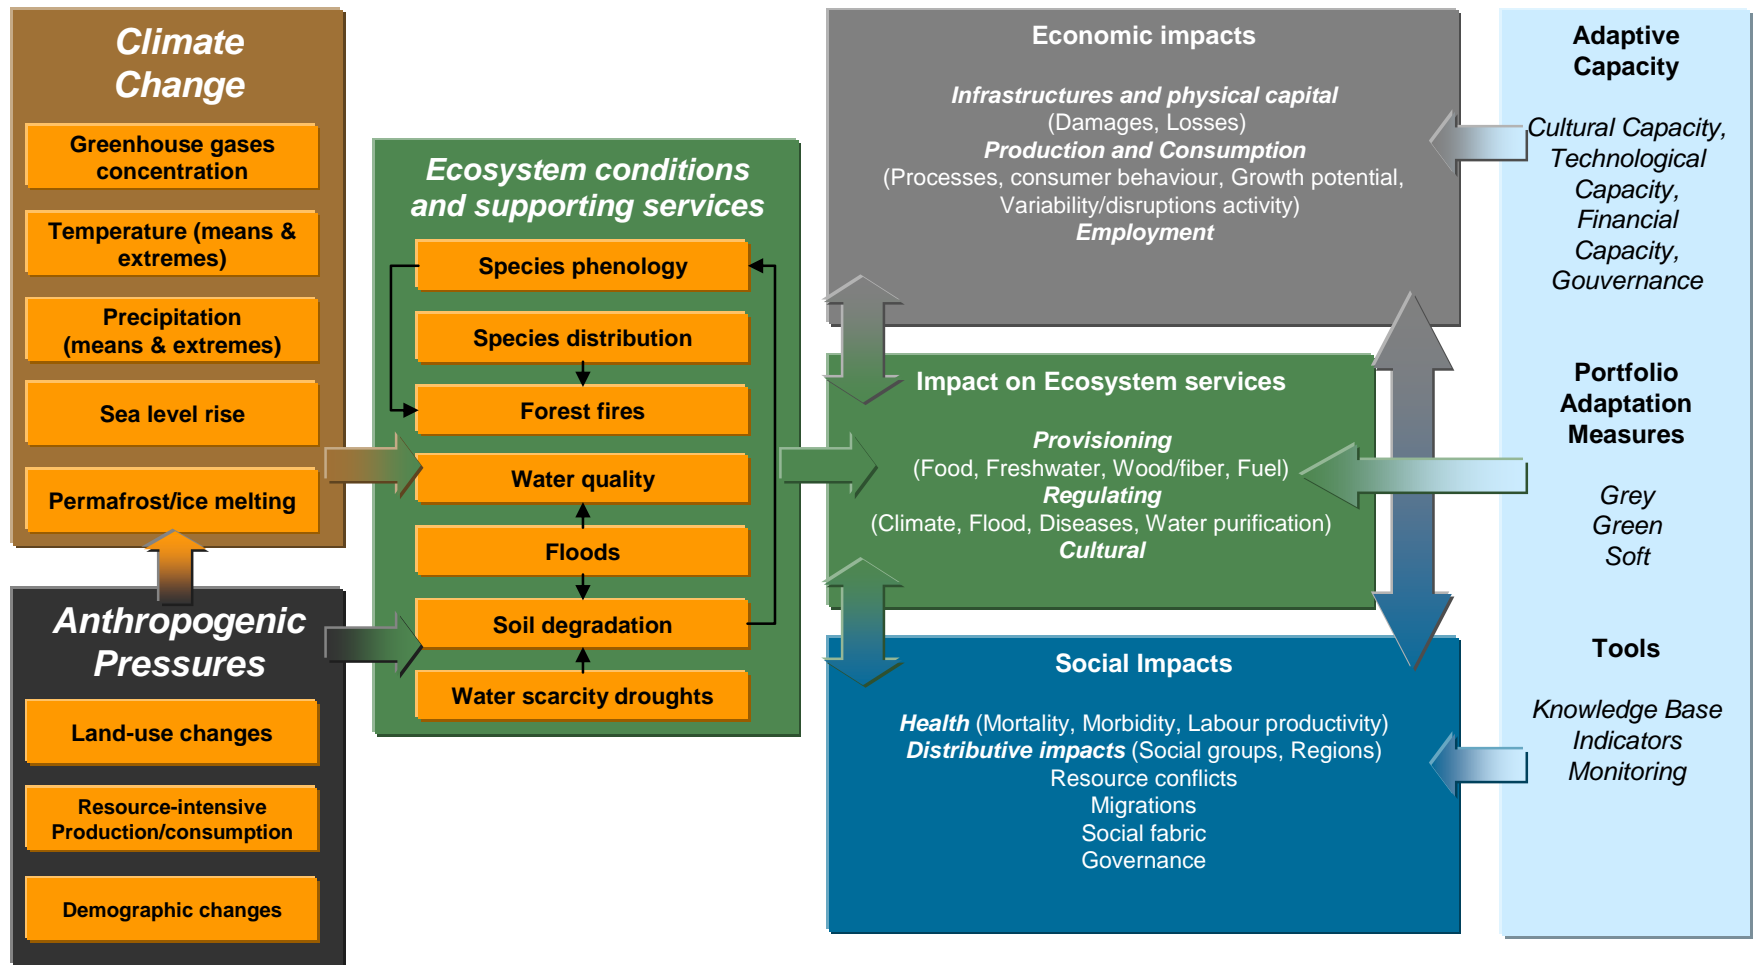 Climate
Change
Greenhouse gases
concentration
Temperature (means &
extremes)
Precipitation
(means & extremes)
Sea level rise
Permafrost/ice melting
Anthropogenic
Pressures
Land-use changes
Resource-intensive
Production/consumption
Demographic changes
Ecosystem conditions
and supporting services
Species phenology
Species distribution
Forest fires
Water quality
Floods
Soil degradation
Water scarcity droughts
Economic impacts
Infrastructures and physical capital
(Damages, Losses)
Production and Consumption
(Processes, consumer behaviour, Growth potential,
Variability/disruptions activity)
Employment
Impact on Ecosystem services
Provisioning
(Food, Freshwater, Wood/fiber, Fuel)
Regulating
(Climate, Flood, Diseases, Water purification)
Cultural
Social Impacts
Health (Mortality, Morbidity, Labour productivity)
Distributive impacts (Social groups, Regions)
Resource conflicts
Migrations
Social fabric
Governance
Adaptive
Capacity
Cultural Capacity,
Technological
Capacity,
Financial
Capacity,
Gouvernance
Portfolio
Adaptation
Measures
Grey
Green
Soft
Tools
Knowledge Base
Indicators
Monitoring